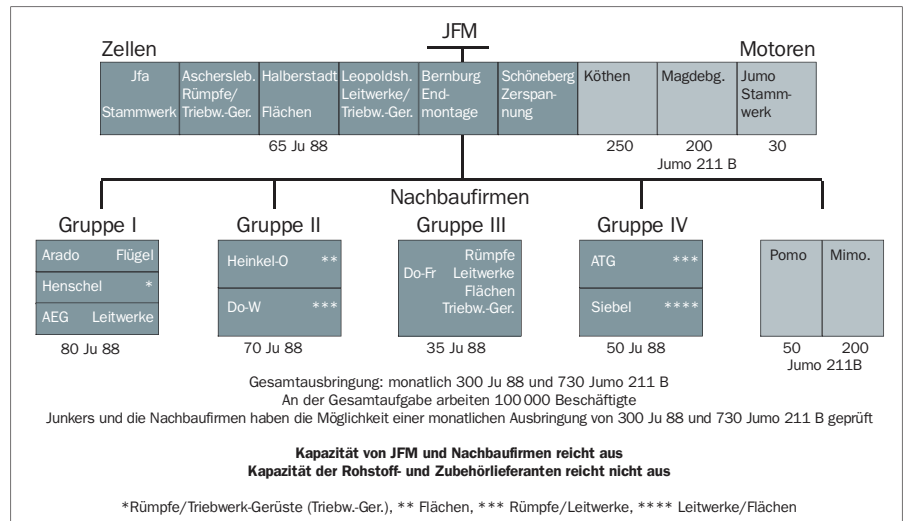 JFM
Zellen
Motoren
Jfa
Stammwerk
Aschersleb.
Rümpfe/
Triebw.-Ger.
Halberstadt
Flächen
Leopoldsh.
Leitwerke/
Triebw.-Ger.
Bernburg
End-
montage
Schöneberg
Zerspan-
nung
Köthen
Magdebg.
Jumo
Stamm-
werk
65 Ju 88
250
200
30
Jumo 211 B
Nachbaufirmen
Gruppe I
Arado Flügel
Henschel *
AEG Leitwerke
80 Ju 88
Gruppe II
Heinkel-O **
Do-W ***
70 Ju 88
Gruppe III
Rümpfe
Do-Fr Leitwerke
Flächen
Triebw.-Ger.
35 Ju 88
Gruppe IV
ATG ***
Siebel ****
50 Ju 88
Pomo
Mimo.
50
200
Jumo 211B
Gesamtausbringung: monatlich 300 Ju 88 und 730 Jumo 211 B
An der Gesamtaufgabe arbeiten 100 000 Beschäftigte
Junkers und die Nachbaufirmen haben die Möglichkeit einer monatlichen Ausbringung von 300 Ju 88 und 730 Jumo 211 B geprüft
Kapazität von JFM und Nachbaufirmen reicht aus
Kapazität der Rohstoff- und Zubehörlieferanten reicht nicht aus
*Rümpfe/Triebwerk-Gerüste (Triebw.-Ger.), ** Flächen, *** Rümpfe/Leitwerke, **** Leitwerke/Flächen